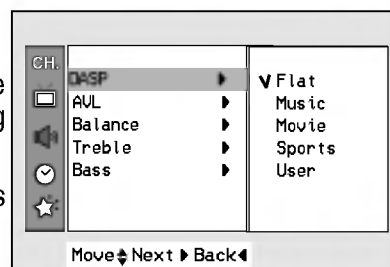 e
g
s
CH.
DASP
AVL
Balance
Treble
Bass
V Flat
Music
Movie
Sports
User
Move Next Back